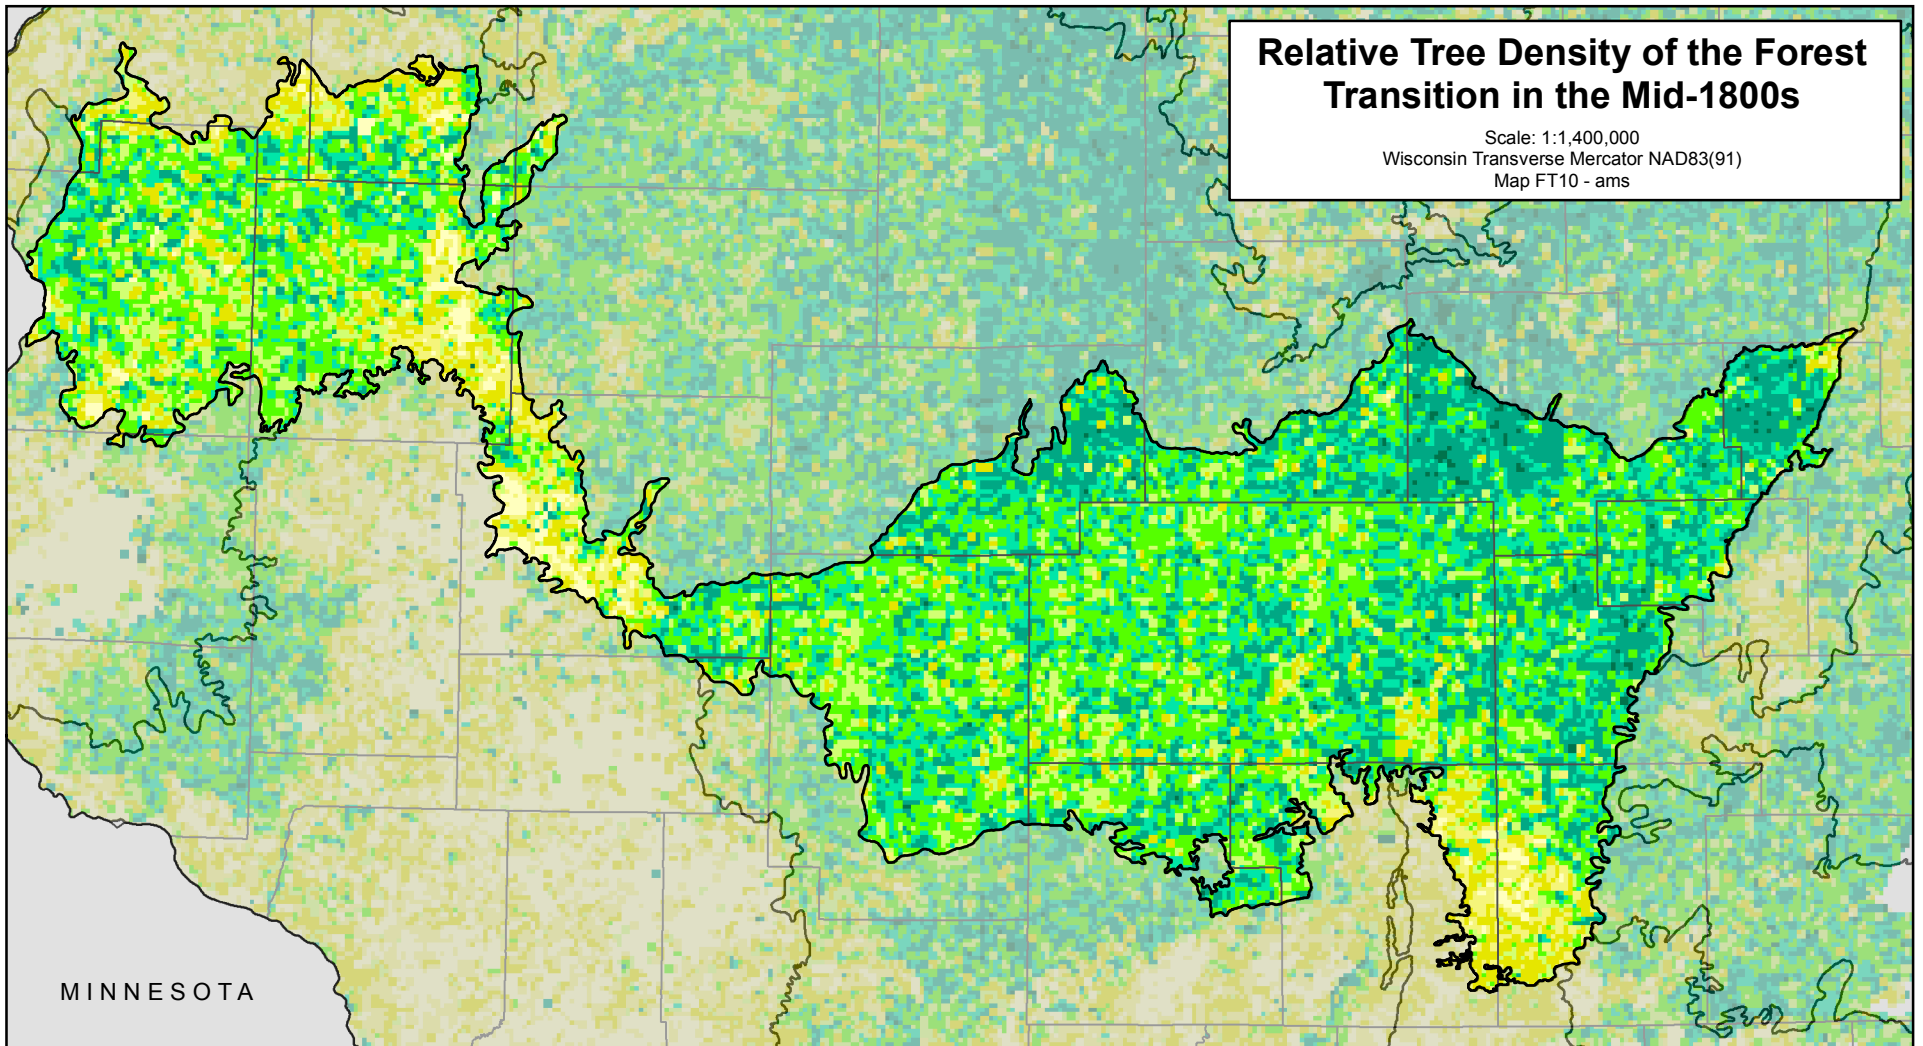 Relative Tree Density of the Forest
Transition in the Mid-1800s
Scale: 1:1,400,000
Wisconsin Transverse Mercator NAD83(91)
Map FT10 - ams
MINNESOTA